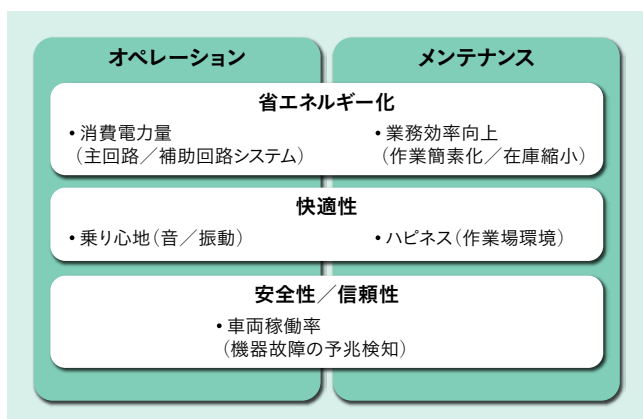 オペレーション
メンテナンス
省エネルギー化
•消費電力量
（主回路／補助回路システム）
•業務効率向上
（作業簡素化／在庫縮小）
快適性
•乗り心地（音／振動）
•ハピネス（作業場環境）
安全性／信頼性
•車両稼働率
（機器故障の予兆検知）